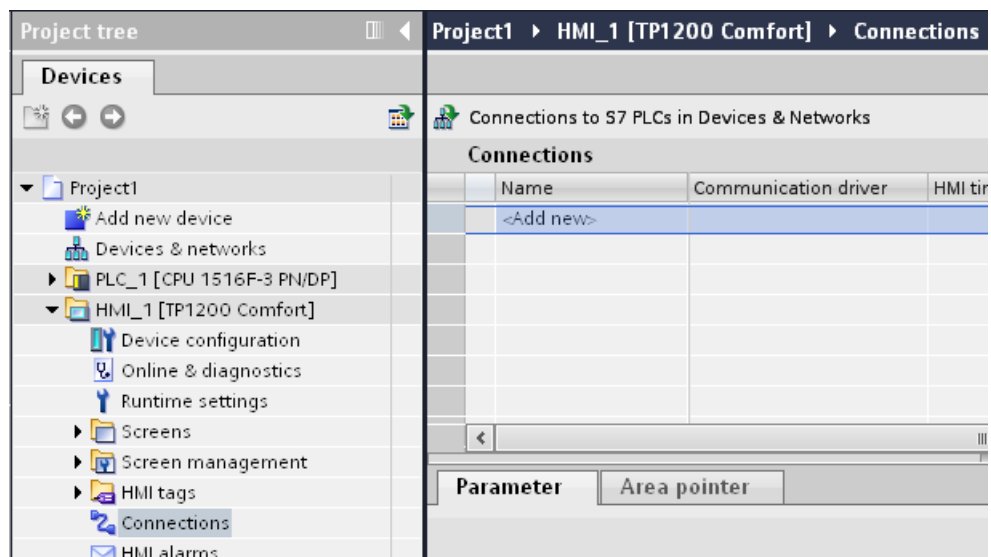 Project tree
Devices
Project1
Add new device
Devices & networks
PLC_1 [CPU 1516F-3 PN/DP]
HMI_1 [TP1200 Comfort]
Device configuration
Online & diagnostics
Runtime settings
Screens
Screen management
HMI tags
Connections
HMI alarms
Project1 HMI_1 [TP1200 Comfort] Connections
Connections to S7 PLCs in Devices & Networks
Connections
Name Communication driver HMI tir
<Add new>
Parameter Area pointer